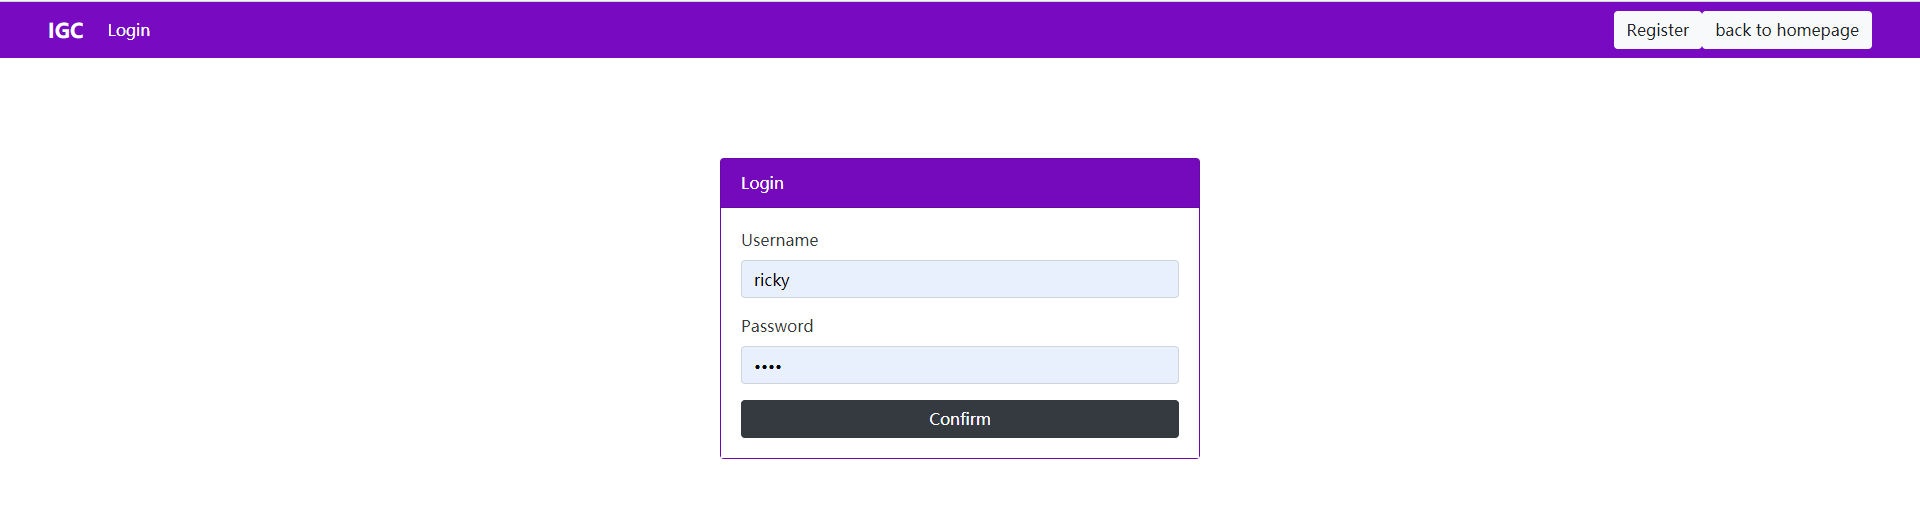 IGC Login Register back to homepage
Login
Username
ricky
Password
••••
Confirm